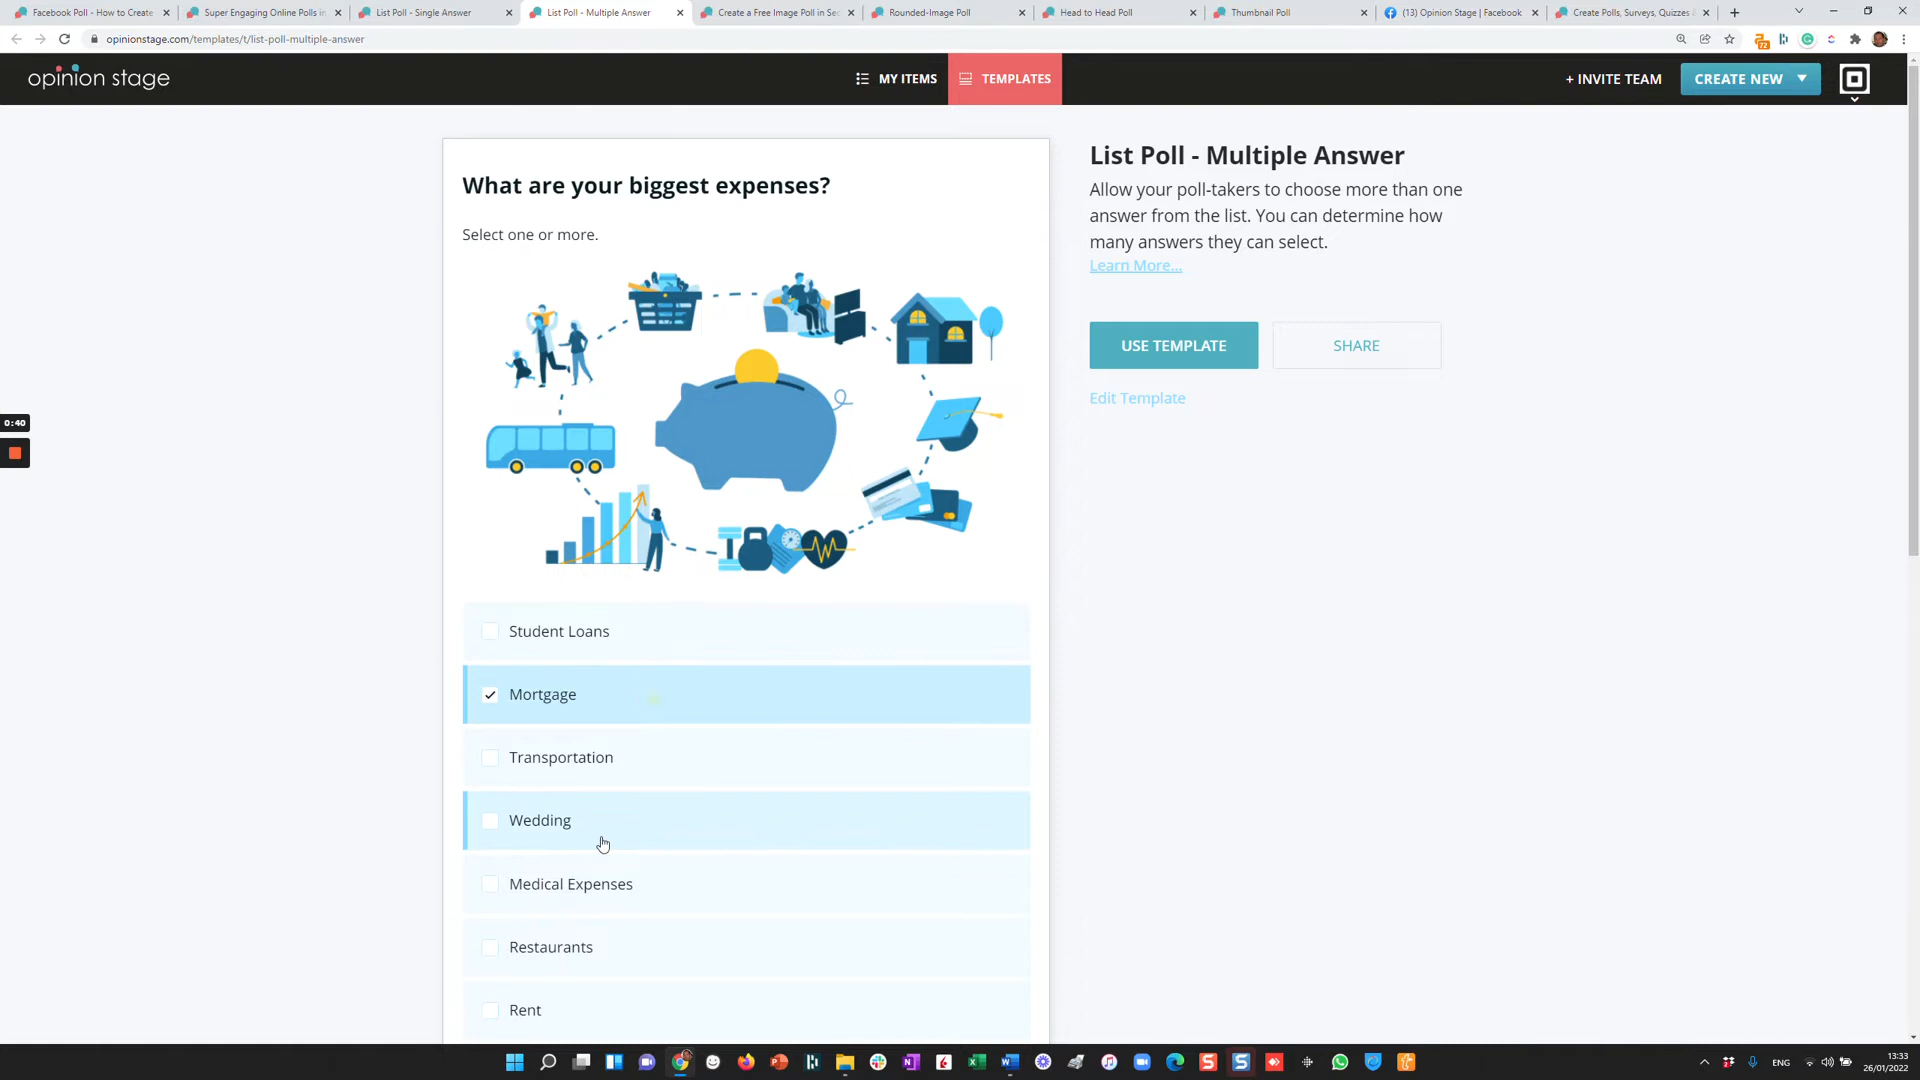 Facebook Poll - How to Create
Super Engaging Online Polls in
List Poll - Single Answer
List Poll - Multiple Answer
Create a Free Image Poll in Sec
Rounded-Image Poll
Head to Head Poll
Thumbnail Poll
(13) Opinion Stage | Facebook
Create Polls, Surveys, Quizzes &
opinionstage.com/templates/t/list-poll-multiple-answer
72
opinion stage
MY ITEMS
TEMPLATES
+ INVITE TEAM
CREATE NEW
What are your biggest expenses?
Select one or more.
List Poll - Multiple Answer
Allow your poll-takers to choose more than one
answer from the list. You can determine how
many answers they can select.
Learn More...
USE TEMPLATE
SHARE
Edit Template
0:40
Student Loans
Mortgage
Transportation
Wedding
Medical Expenses
Restaurants
Rent
ENG
13:33
26/01/2022